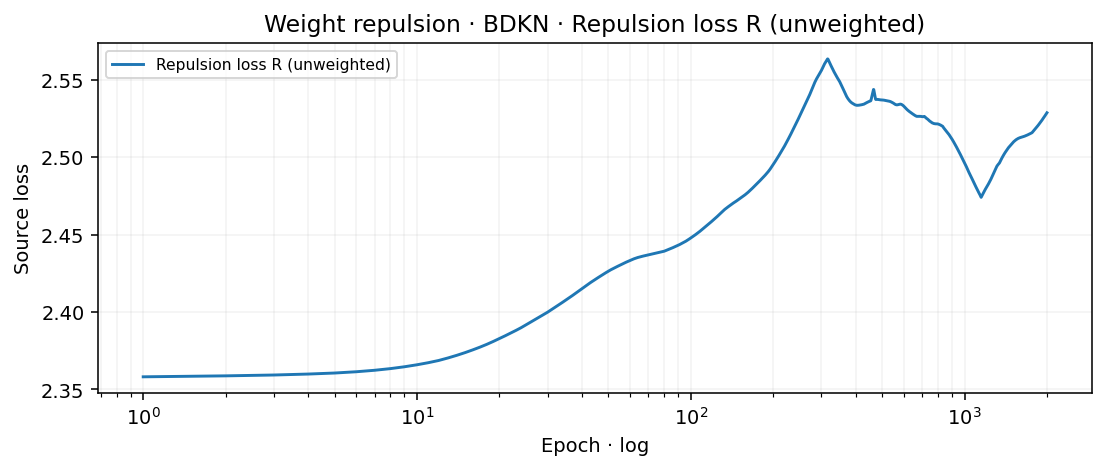 Weight repulsion · BDKN · Repulsion loss R (unweighted)
Repulsion loss R (unweighted)
Source loss
2.55
2.50
2.45
2.40
2.35
10⁰ 10¹ 10² 10³
Epoch · log